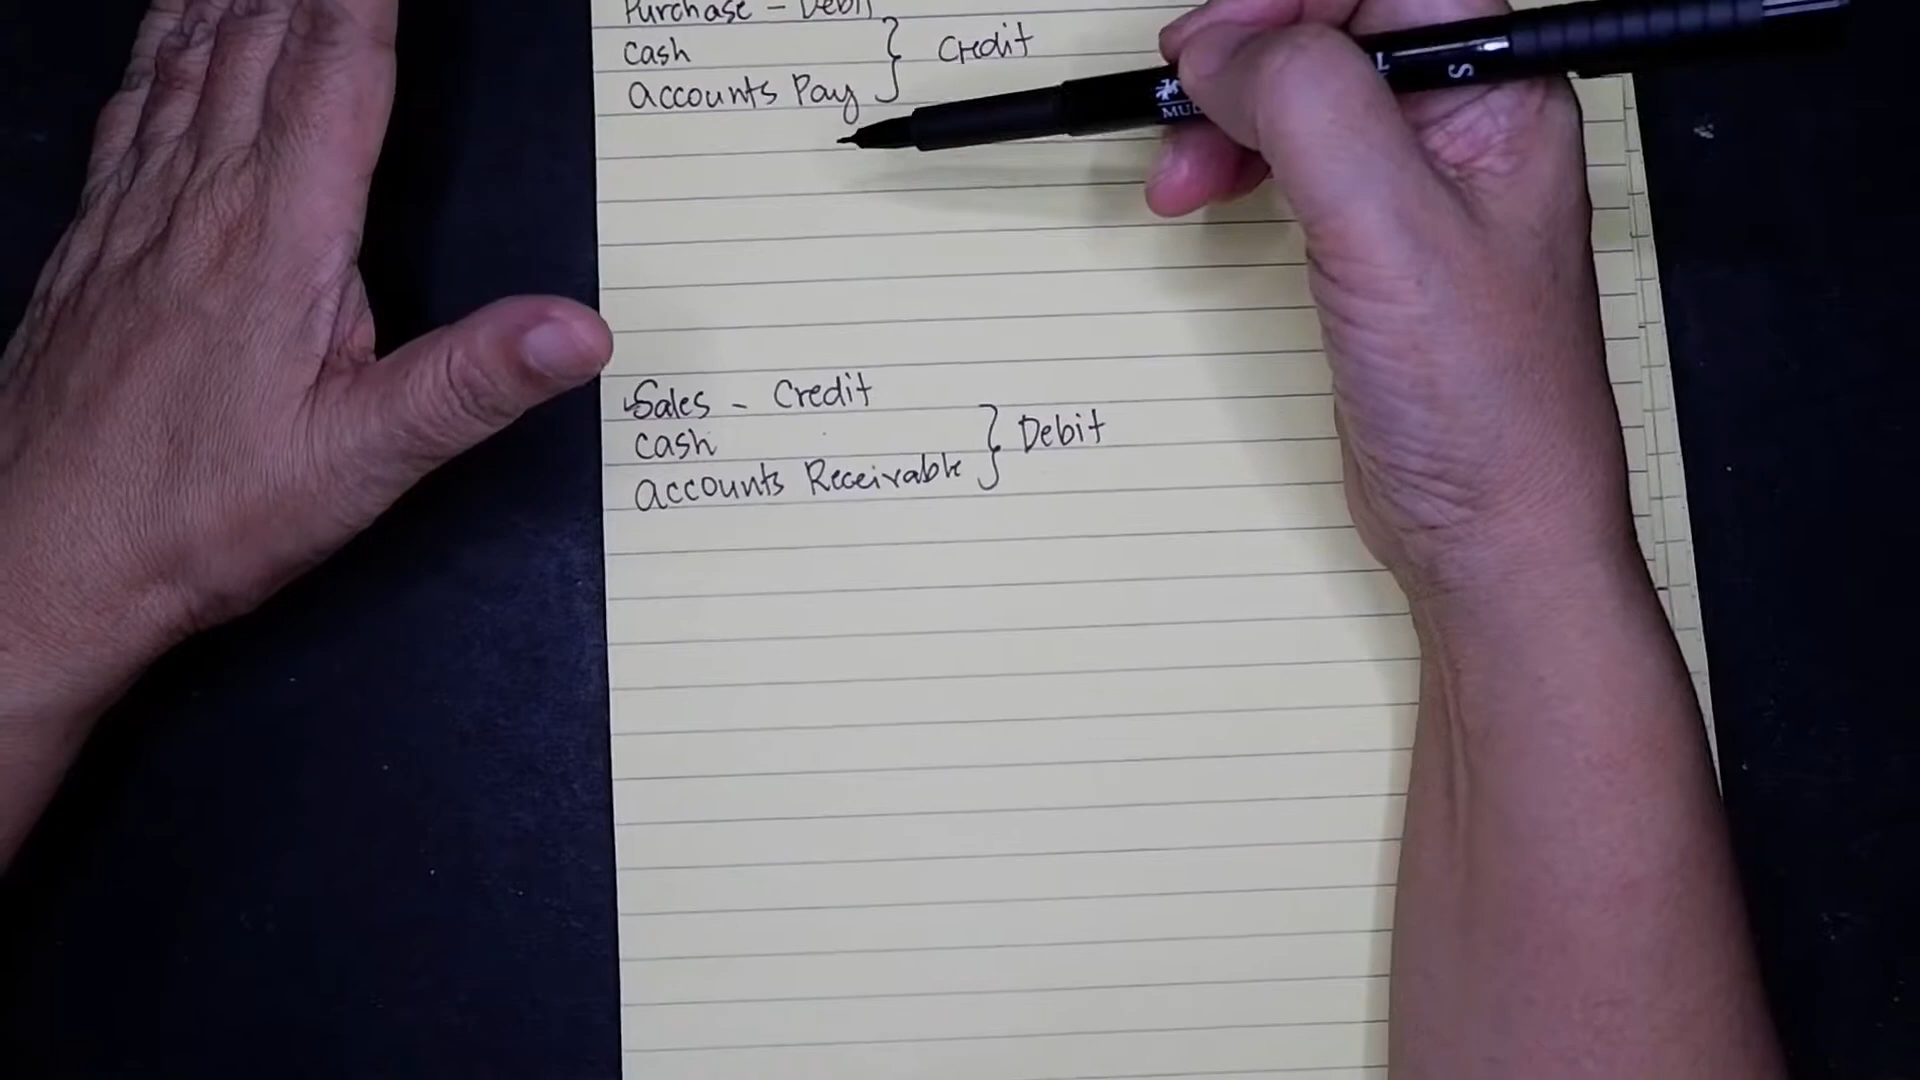 Purchase - Debit
Cash
accounts Pay } Credit
Sales - Credit
Cash
accounts Receivable } Debit
S